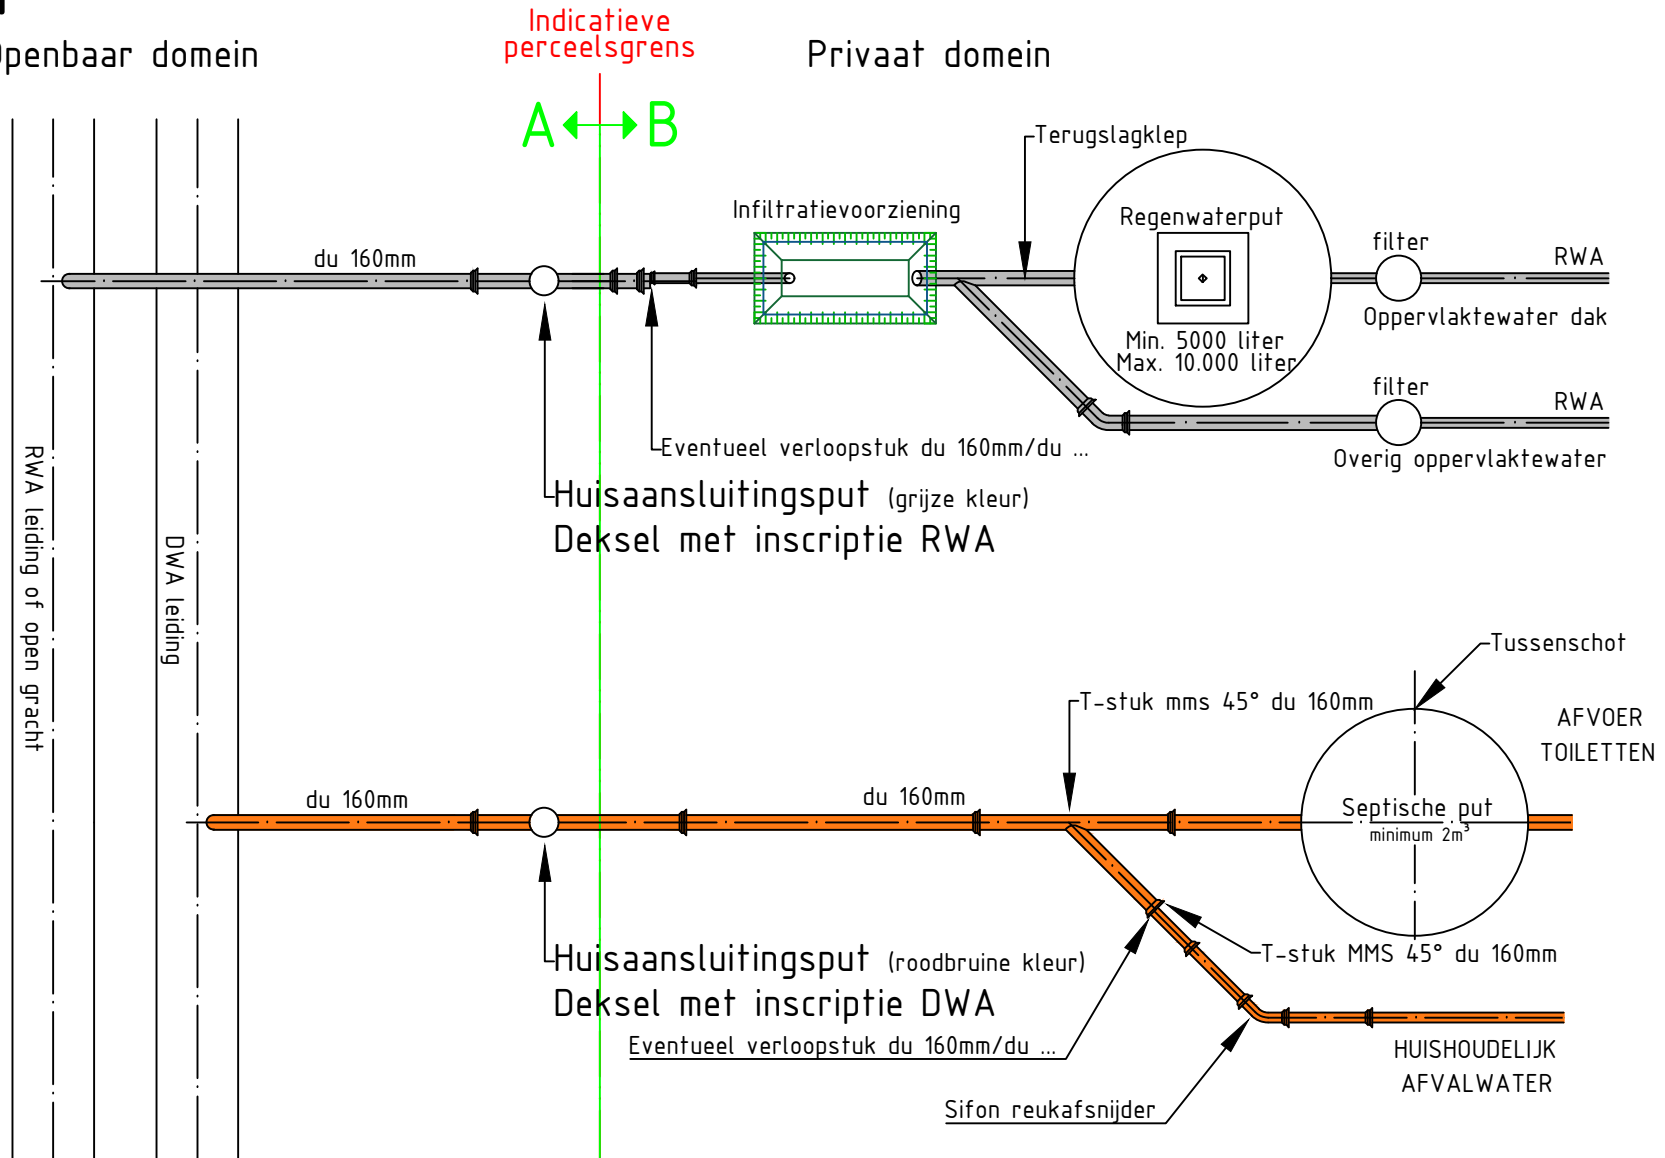 Openbaar domein
Indicatieve
perceelsgrens
Privaat domein
A
B
Terugslagklep
Infiltratievoorziening
Regenwaterput
du 160mm
filter
RWA
Oppervlaktewater dak
Min. 5000 liter
Max. 10.000 liter
filter
RWA
Overig oppervlaktewater
Eventueel verloopstuk du 160mm/du ...
Huisaansluitingsput (grijze kleur)
Deksel met inscriptie RWA
RWA leiding of open gracht
DWA leiding
Tussenschot
T-stuk mms 45° du 160mm
AFVOER
TOILETTEN
du 160mm
du 160mm
Septische put
minimum 2m³
Huisaansluitingsput (roodbruine kleur)
Deksel met inscriptie DWA
T-stuk MMS 45° du 160mm
Eventueel verloopstuk du 160mm/du ...
HUISHOUDELIJK
AFVALWATER
Sifon reukafsnijder